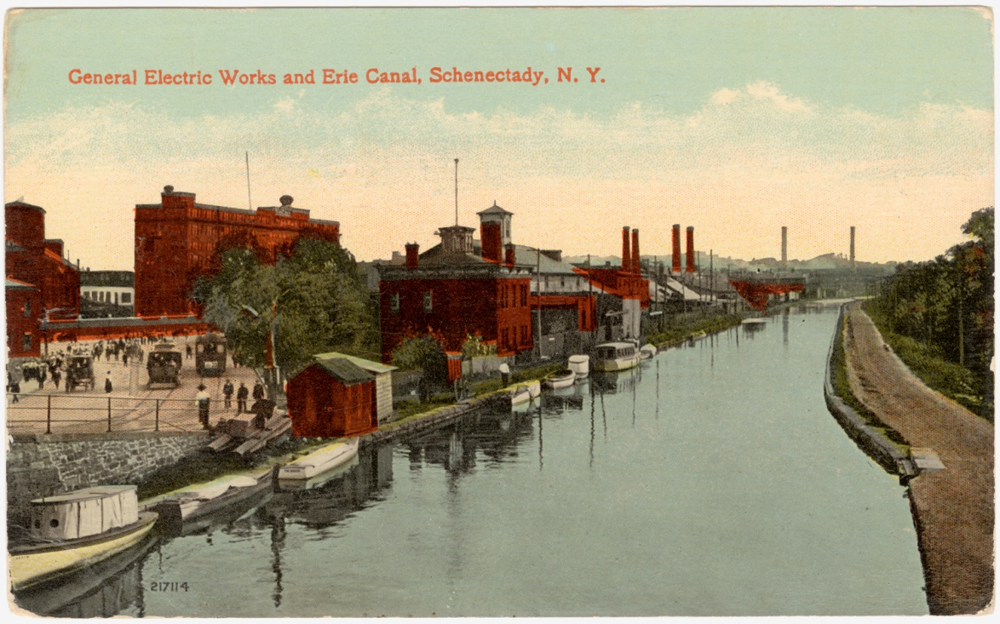 General Electric Works and Erie Canal, Schenectady, N. Y.
217114